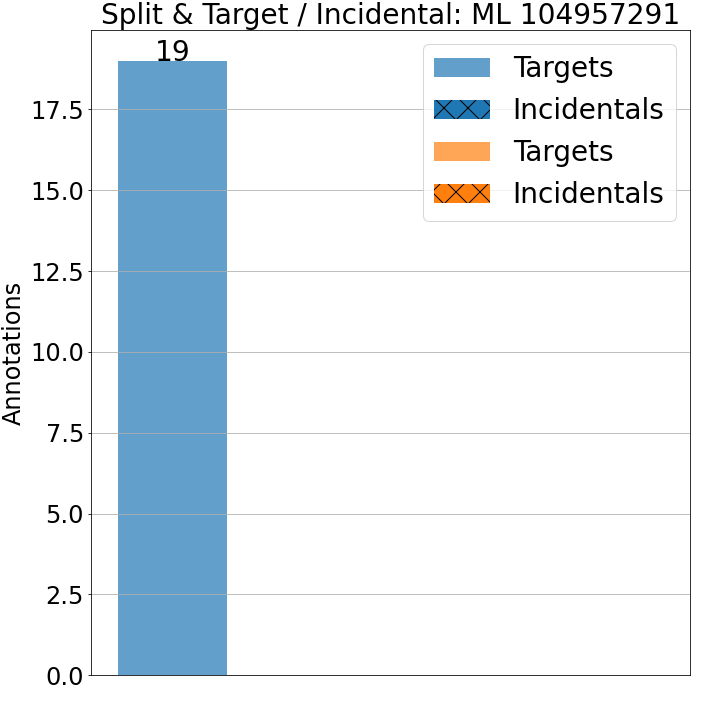 Split & Target / Incidental: ML 104957291
19
Targets
Incidentals
Targets
Incidentals
17.5
15.0
12.5
10.0
7.5
5.0
2.5
0.0
Annotations